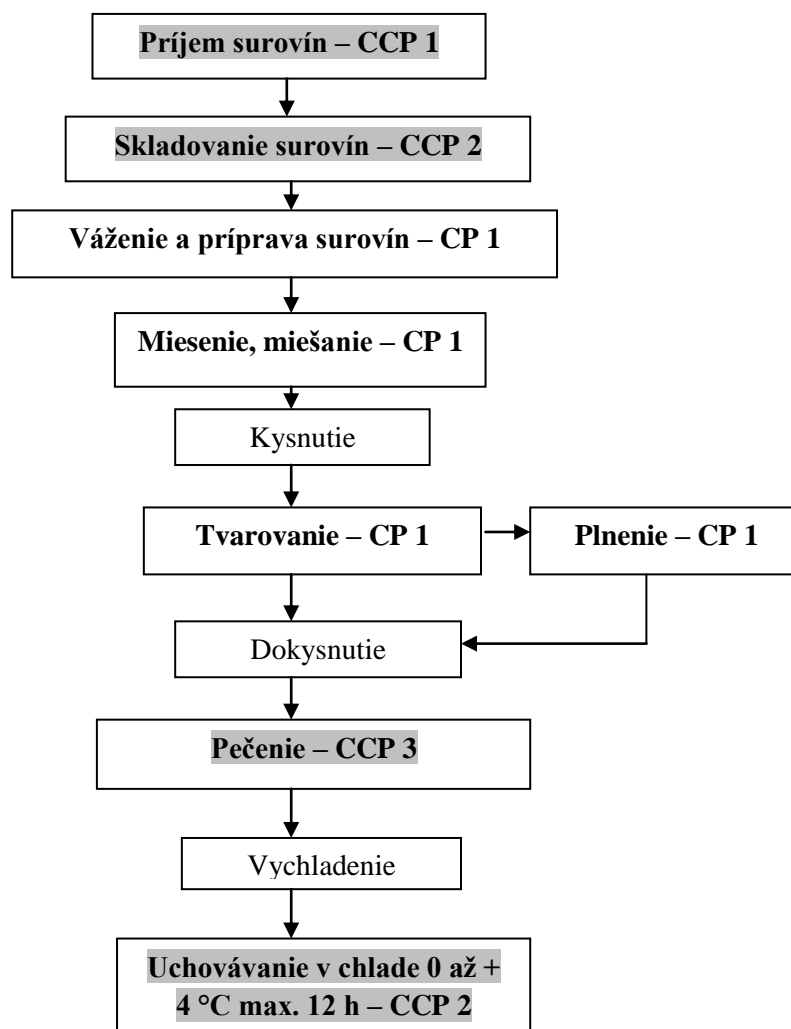 Príjem surovín – CCP 1
Skladovanie surovín – CCP 2
Váženie a príprava surovín – CP 1
Miesenie, miešanie – CP 1
Kysnutie
Tvarovanie – CP 1
Plnenie – CP 1
Dokysnutie
Pečenie – CCP 3
Vychladenie
Uchovávanie v chlade 0 až +
4 °C max. 12 h – CCP 2